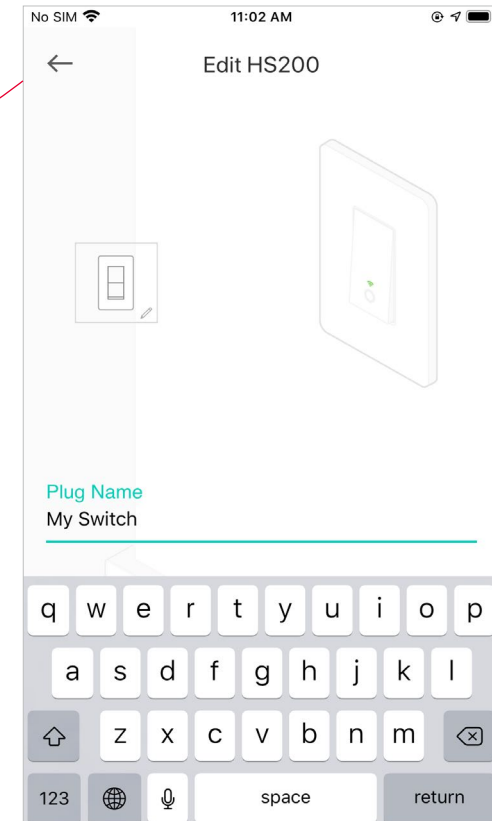 No SIM 11:02 AM
Edit HS200
Plug Name
My Switch
q w e r t y u i o p
a s d f g h j k l
z x c v b n m
123 space return